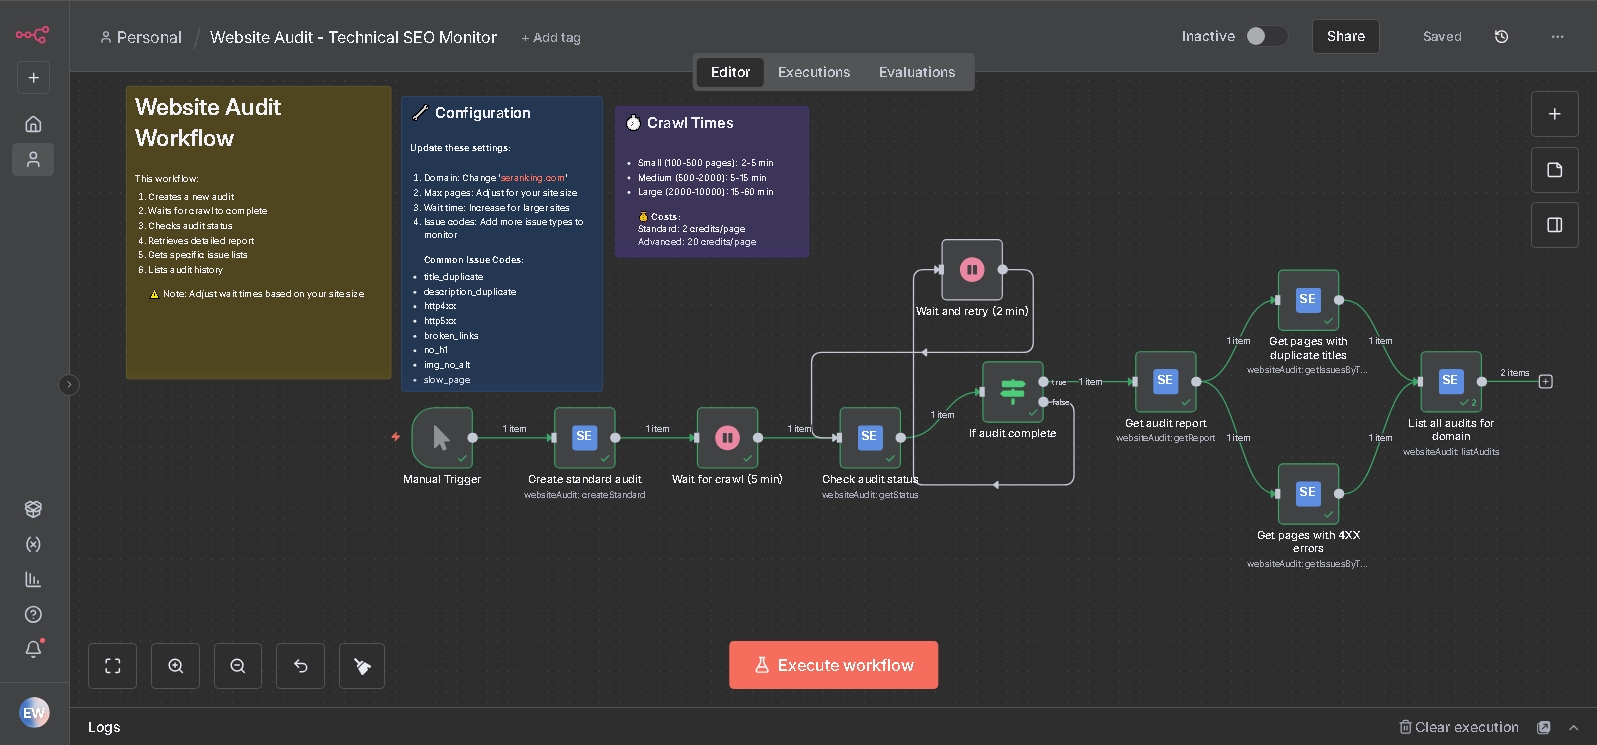 Personal / Website Audit - Technical SEO Monitor + Add tag
Inactive
Share
Saved
Editor
Executions
Evaluations
Website Audit
Workflow
This workflow:
1. Creates a new audit
2. Waits for crawl to complete
3. Checks audit status
4. Retrieves detailed report
5. Gets specific issue lists
6. Lists audit history
⚠️ Note: Adjust wait times based on your site size
🔧 Configuration
Update these settings:
1. Domain: Change 'seranking.com'
2. Max pages: Adjust for your site size
3. Wait time: Increase for larger sites
4. Issue codes: Add more issue types to
monitor
Common Issue Codes:
• title_duplicate
• description_duplicate
• http4xx
• http5xx
• broken_links
• no_h1
• img_no_alt
• slow_page
⏱️ Crawl Times
• Small (100-500 pages): 2-5 min
• Medium (500-2000): 5-15 min
• Large (2000-10000): 15-60 min
💰 Costs:
Standard: 2 credits/page
Advanced: 20 credits/page
Manual Trigger
1 item
SE
Create standard audit
websiteAudit: createStandard
1 item
Wait for crawl (5 min)
1 item
SE
Check audit status
websiteAudit: getStatus
1 item
Wait and retry (2 min)
If audit complete
true
false
1 item
SE
Get audit report
websiteAudit: getReport
1 item
1 item
SE
Get pages with
duplicate titles
websiteAudit: getIssuesByT...
1 item
SE
Get pages with 4XX
errors
websiteAudit: getIssuesByT...
1 item
SE
2
List all audits for
domain
websiteAudit: listAudits
2 items
Execute workflow
EW
Logs
Clear execution